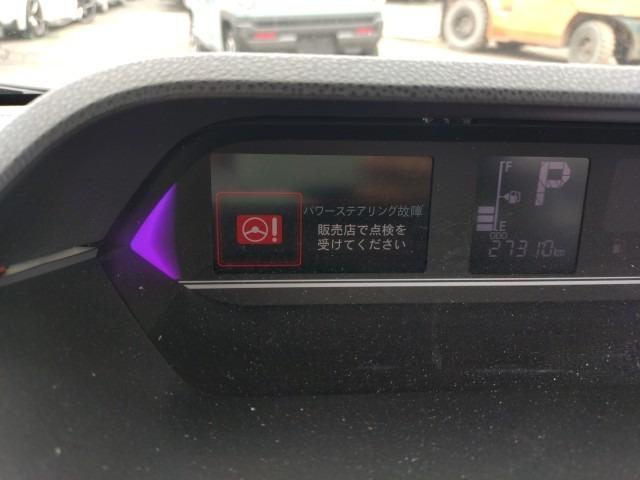 パワーステアリング故障
販売店で点検を
受けてください
F
P
E
ODO
27310km